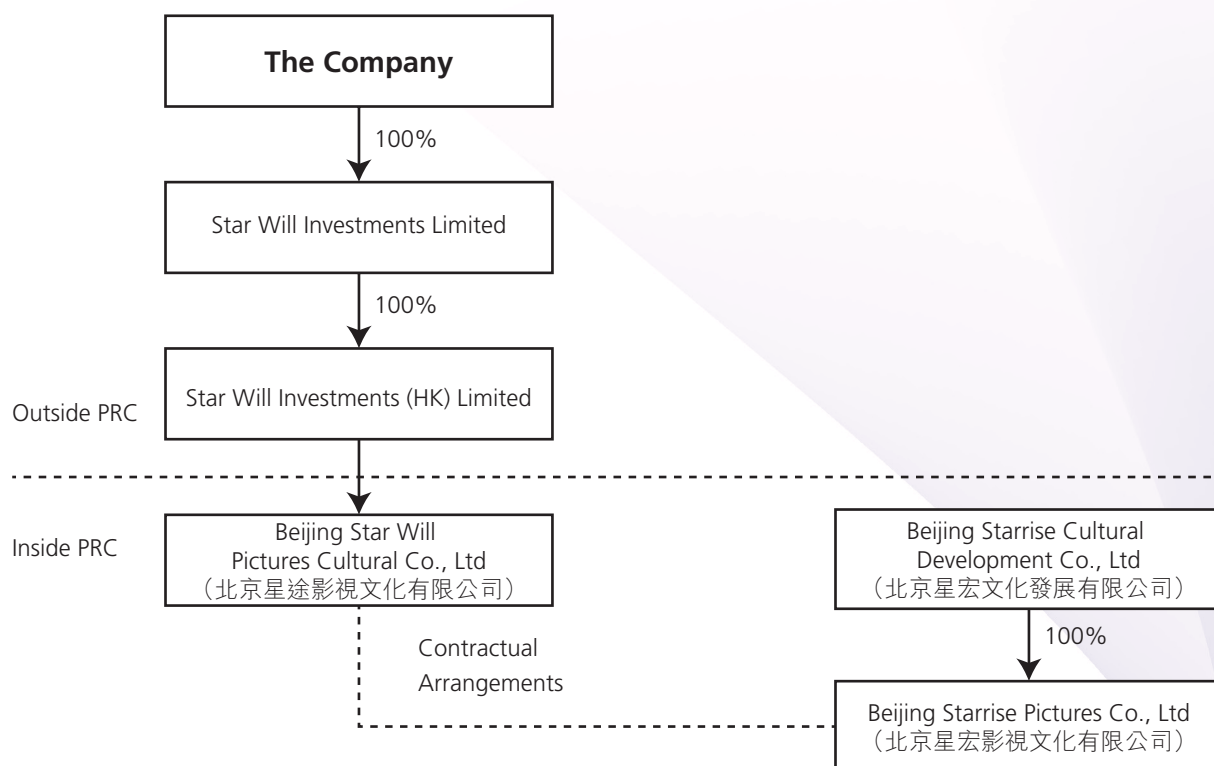 The Company
100%
Star Will Investments Limited
100%
Star Will Investments (HK) Limited
Outside PRC
Inside PRC
Beijing Star Will
Pictures Cultural Co., Ltd
（北京星途影視文化有限公司）
Beijing Starrise Cultural
Development Co., Ltd
（北京星宏文化發展有限公司）
100%
Contractual
Arrangements
Beijing Starrise Pictures Co., Ltd
（北京星宏影視文化有限公司）